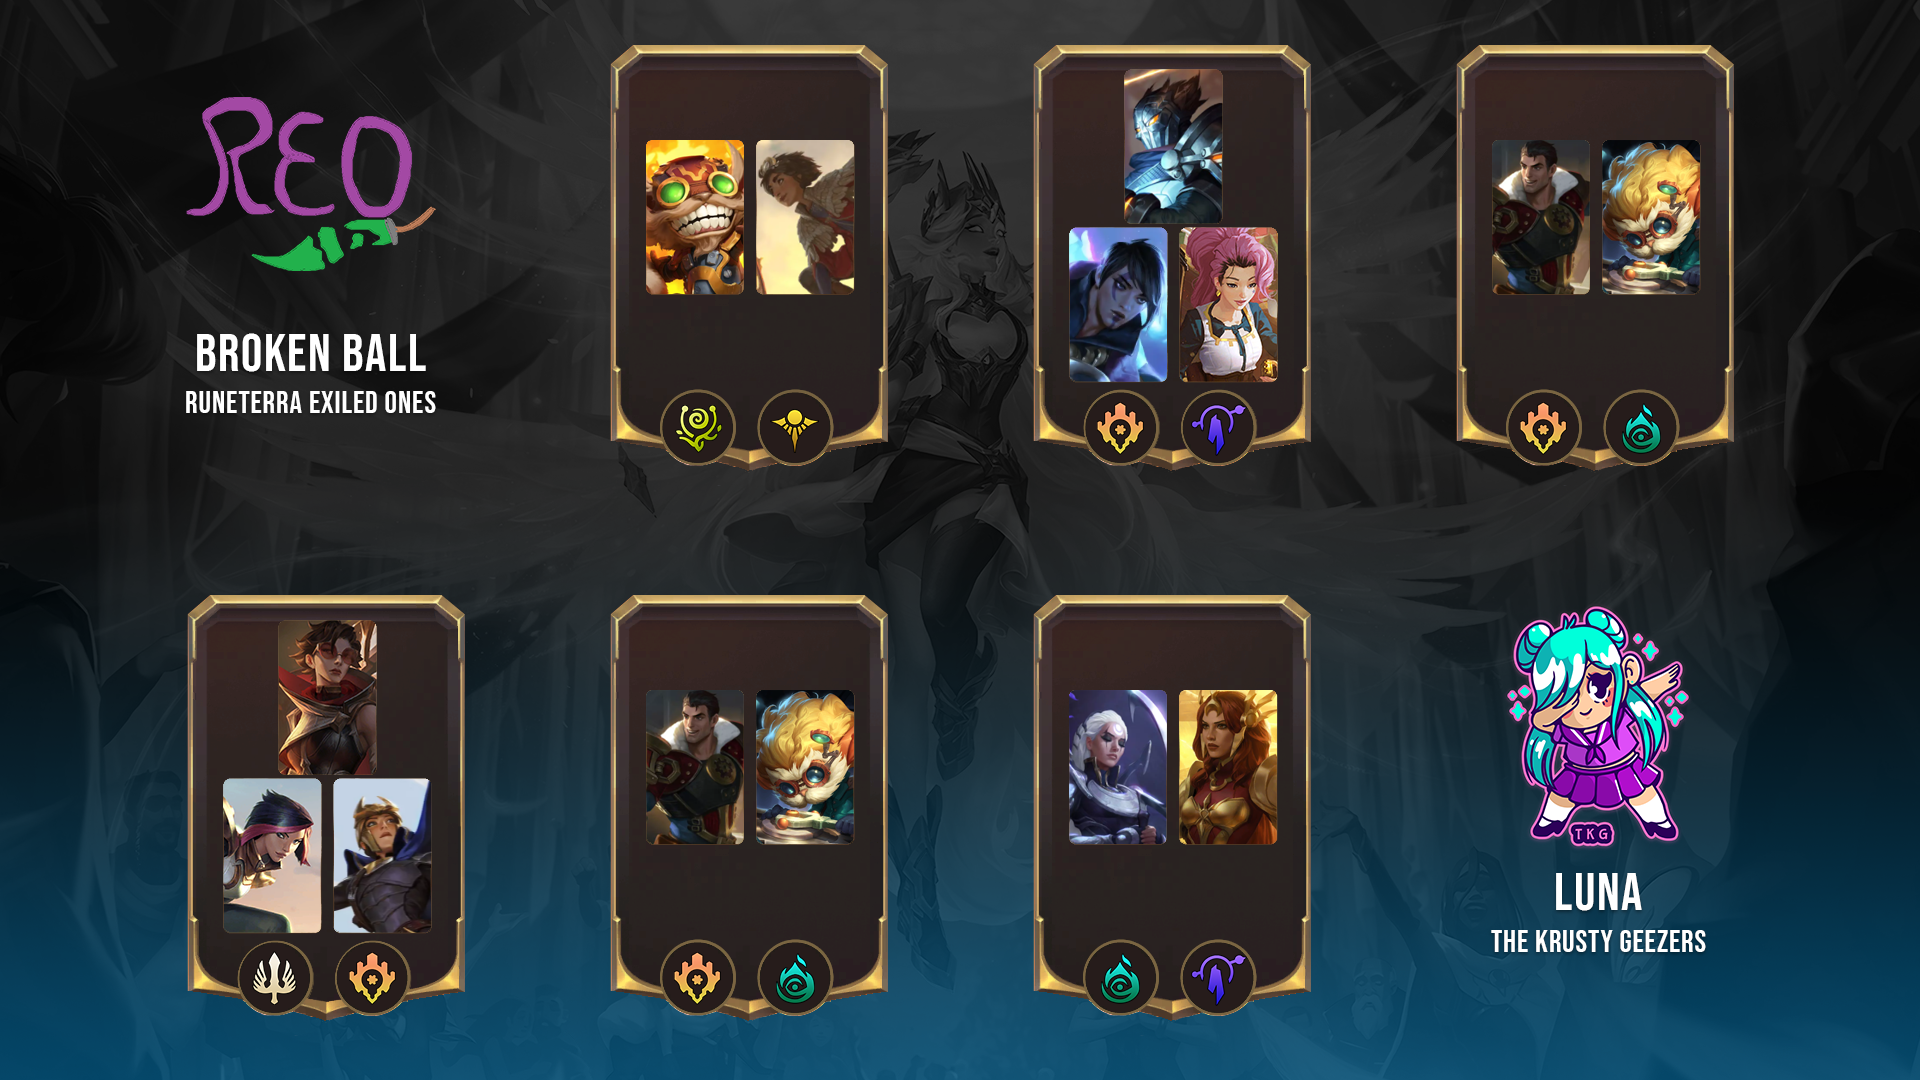 REO
BROKEN BALL
RUNETERRA EXILED ONES
TKG
LUNA
THE KRUSTY GEEZERS